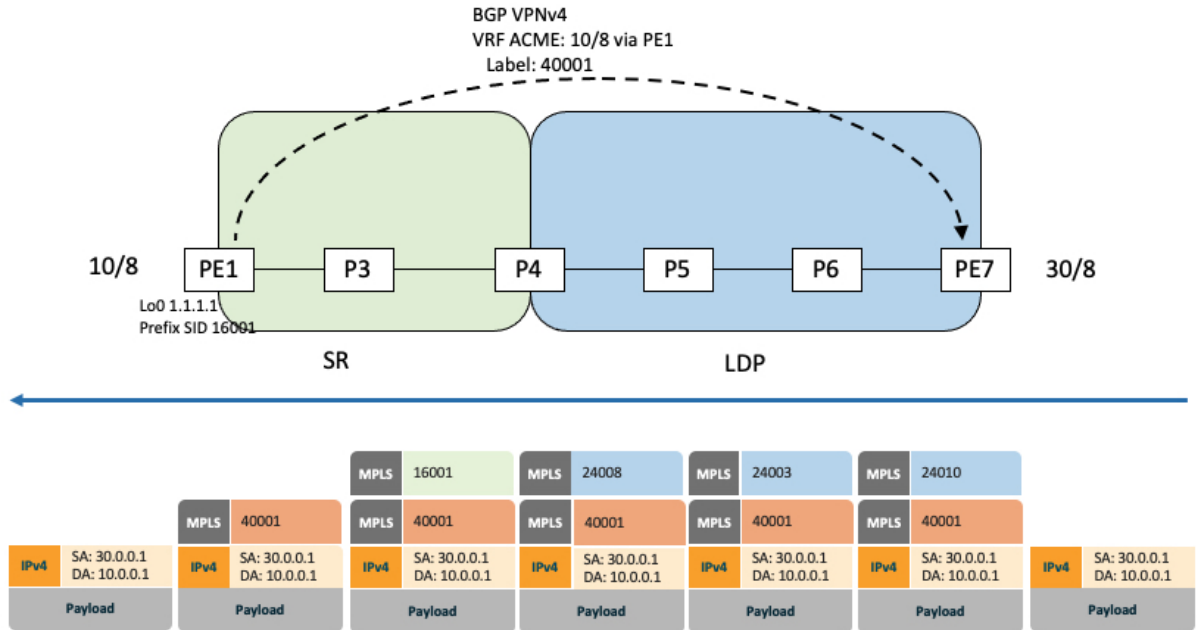 BGP VPNv4
VRF ACME: 10/8 via PE1
Label: 40001
10/8
PE1
P3
P4
P5
P6
PE7
30/8
Lo0 1.1.1.1
Prefix SID 16001
SR
LDP
MPLS 16001
MPLS 24008
MPLS 24003
MPLS 24010
MPLS 40001
MPLS 40001
MPLS 40001
MPLS 40001
MPLS 40001
IPv4 SA: 30.0.0.1
DA: 10.0.0.1
IPv4 SA: 30.0.0.1
DA: 10.0.0.1
IPv4 SA: 30.0.0.1
DA: 10.0.0.1
IPv4 SA: 30.0.0.1
DA: 10.0.0.1
IPv4 SA: 30.0.0.1
DA: 10.0.0.1
IPv4 SA: 30.0.0.1
DA: 10.0.0.1
IPv4 SA: 30.0.0.1
DA: 10.0.0.1
Payload
Payload
Payload
Payload
Payload
Payload
Payload